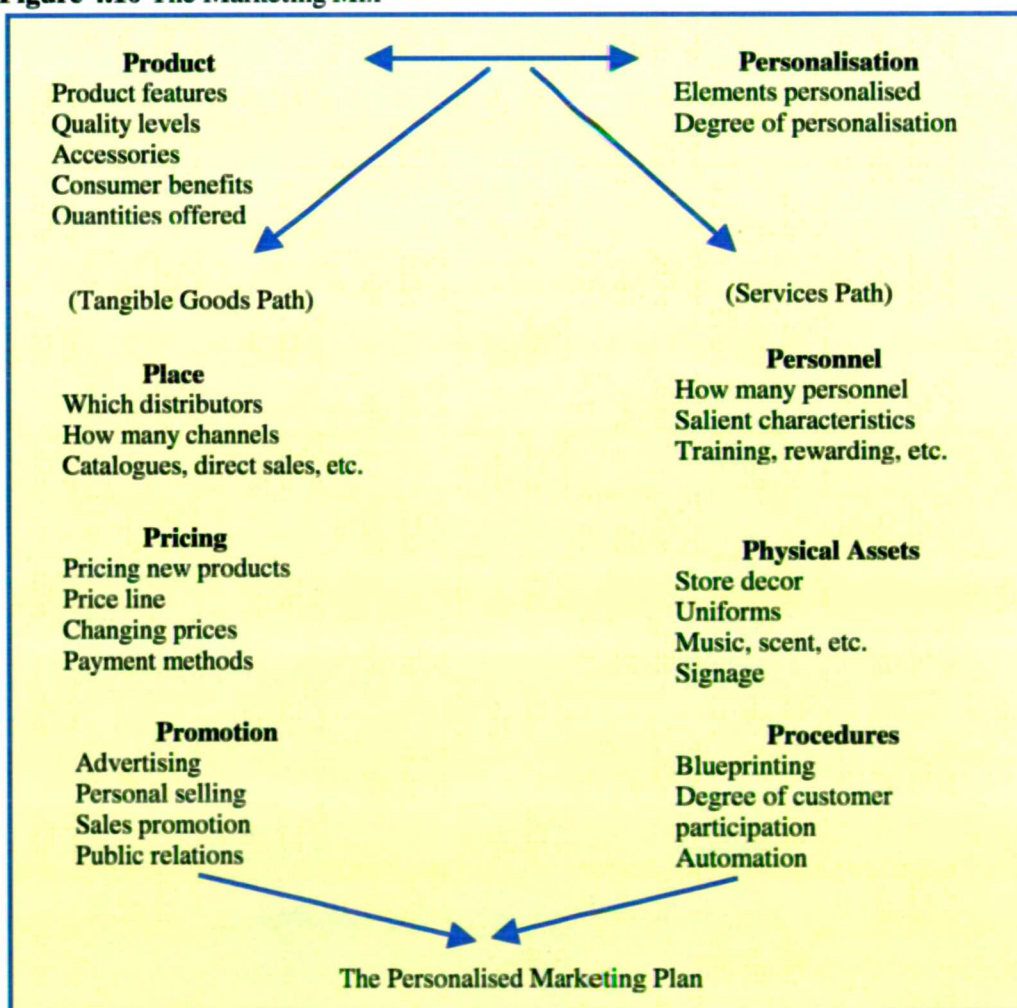 Product
Product features
Quality levels
Accessories
Consumer benefits
Quantities offered
Personalisation
Elements personalised
Degree of personalisation
(Tangible Goods Path)
(Services Path)
Place
Which distributors
How many channels
Catalogues, direct sales, etc.
Personnel
How many personnel
Salient characteristics
Training, rewarding, etc.
Pricing
Pricing new products
Price line
Changing prices
Payment methods
Physical Assets
Store decor
Uniforms
Music, scent, etc.
Signage
Promotion
Advertising
Personal selling
Sales promotion
Public relations
Procedures
Blueprinting
Degree of customer
participation
Automation
The Personalised Marketing Plan